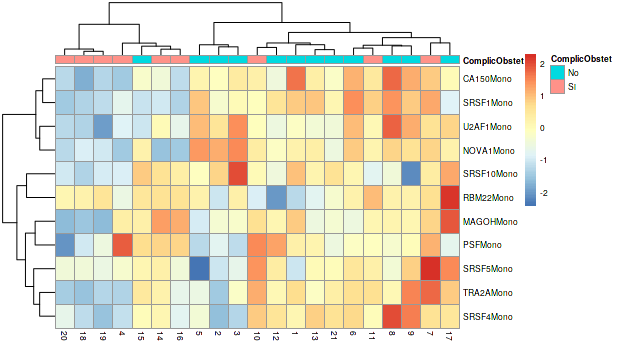 ComplicObstet
ComplicObstet
No
Si
CA150Mono
SRSF1Mono
U2AF1Mono
NOVA1Mono
SRSF10Mono
RBM22Mono
MAGOHMono
PSFMono
SRSF5Mono
TRA2AMono
SRSF4Mono
2
1
0
-1
-2
20 18 19 4 15 14 16 5 2 3 10 12 1 13 21 6 11 8 9 7 17